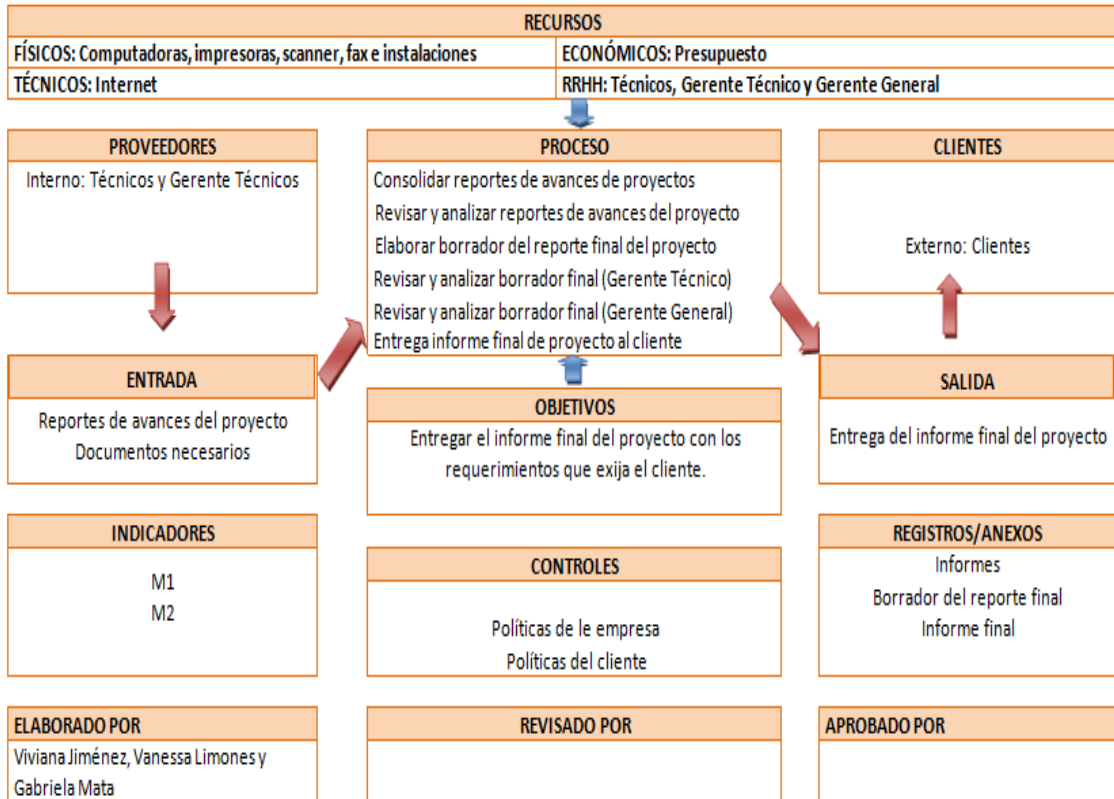 RECURSOS
FÍSICOS: Computadoras, impresoras, scanner, fax e instalaciones
ECONÓMICOS: Presupuesto
TÉCNICOS: Internet
RRHH: Técnicos, Gerente Técnico y Gerente General
PROVEEDORES
Interno: Técnicos y Gerente Técnicos
PROCESO
Consolidar reportes de avances de proyectos
Revisar y analizar reportes de avances del proyecto
Elaborar borrador del reporte final del proyecto
Revisar y analizar borrador final (Gerente Técnico)
Revisar y analizar borrador final (Gerente General)
Entrega informe final de proyecto al cliente
CLIENTES
Externo: Clientes
ENTRADA
Reportes de avances del proyecto
Documentos necesarios
OBJETIVOS
Entregar el informe final del proyecto con los
requerimientos que exija el cliente.
SALIDA
Entrega del informe final del proyecto
INDICADORES
M1
M2
CONTROLES
Políticas de le empresa
Políticas del cliente
REGISTROS/ANEXOS
Informes
Borrador del reporte final
Informe final
ELABORADO POR
Viviana Jiménez, Vanessa Limones y
Gabriela Mata
REVISADO POR
APROBADO POR